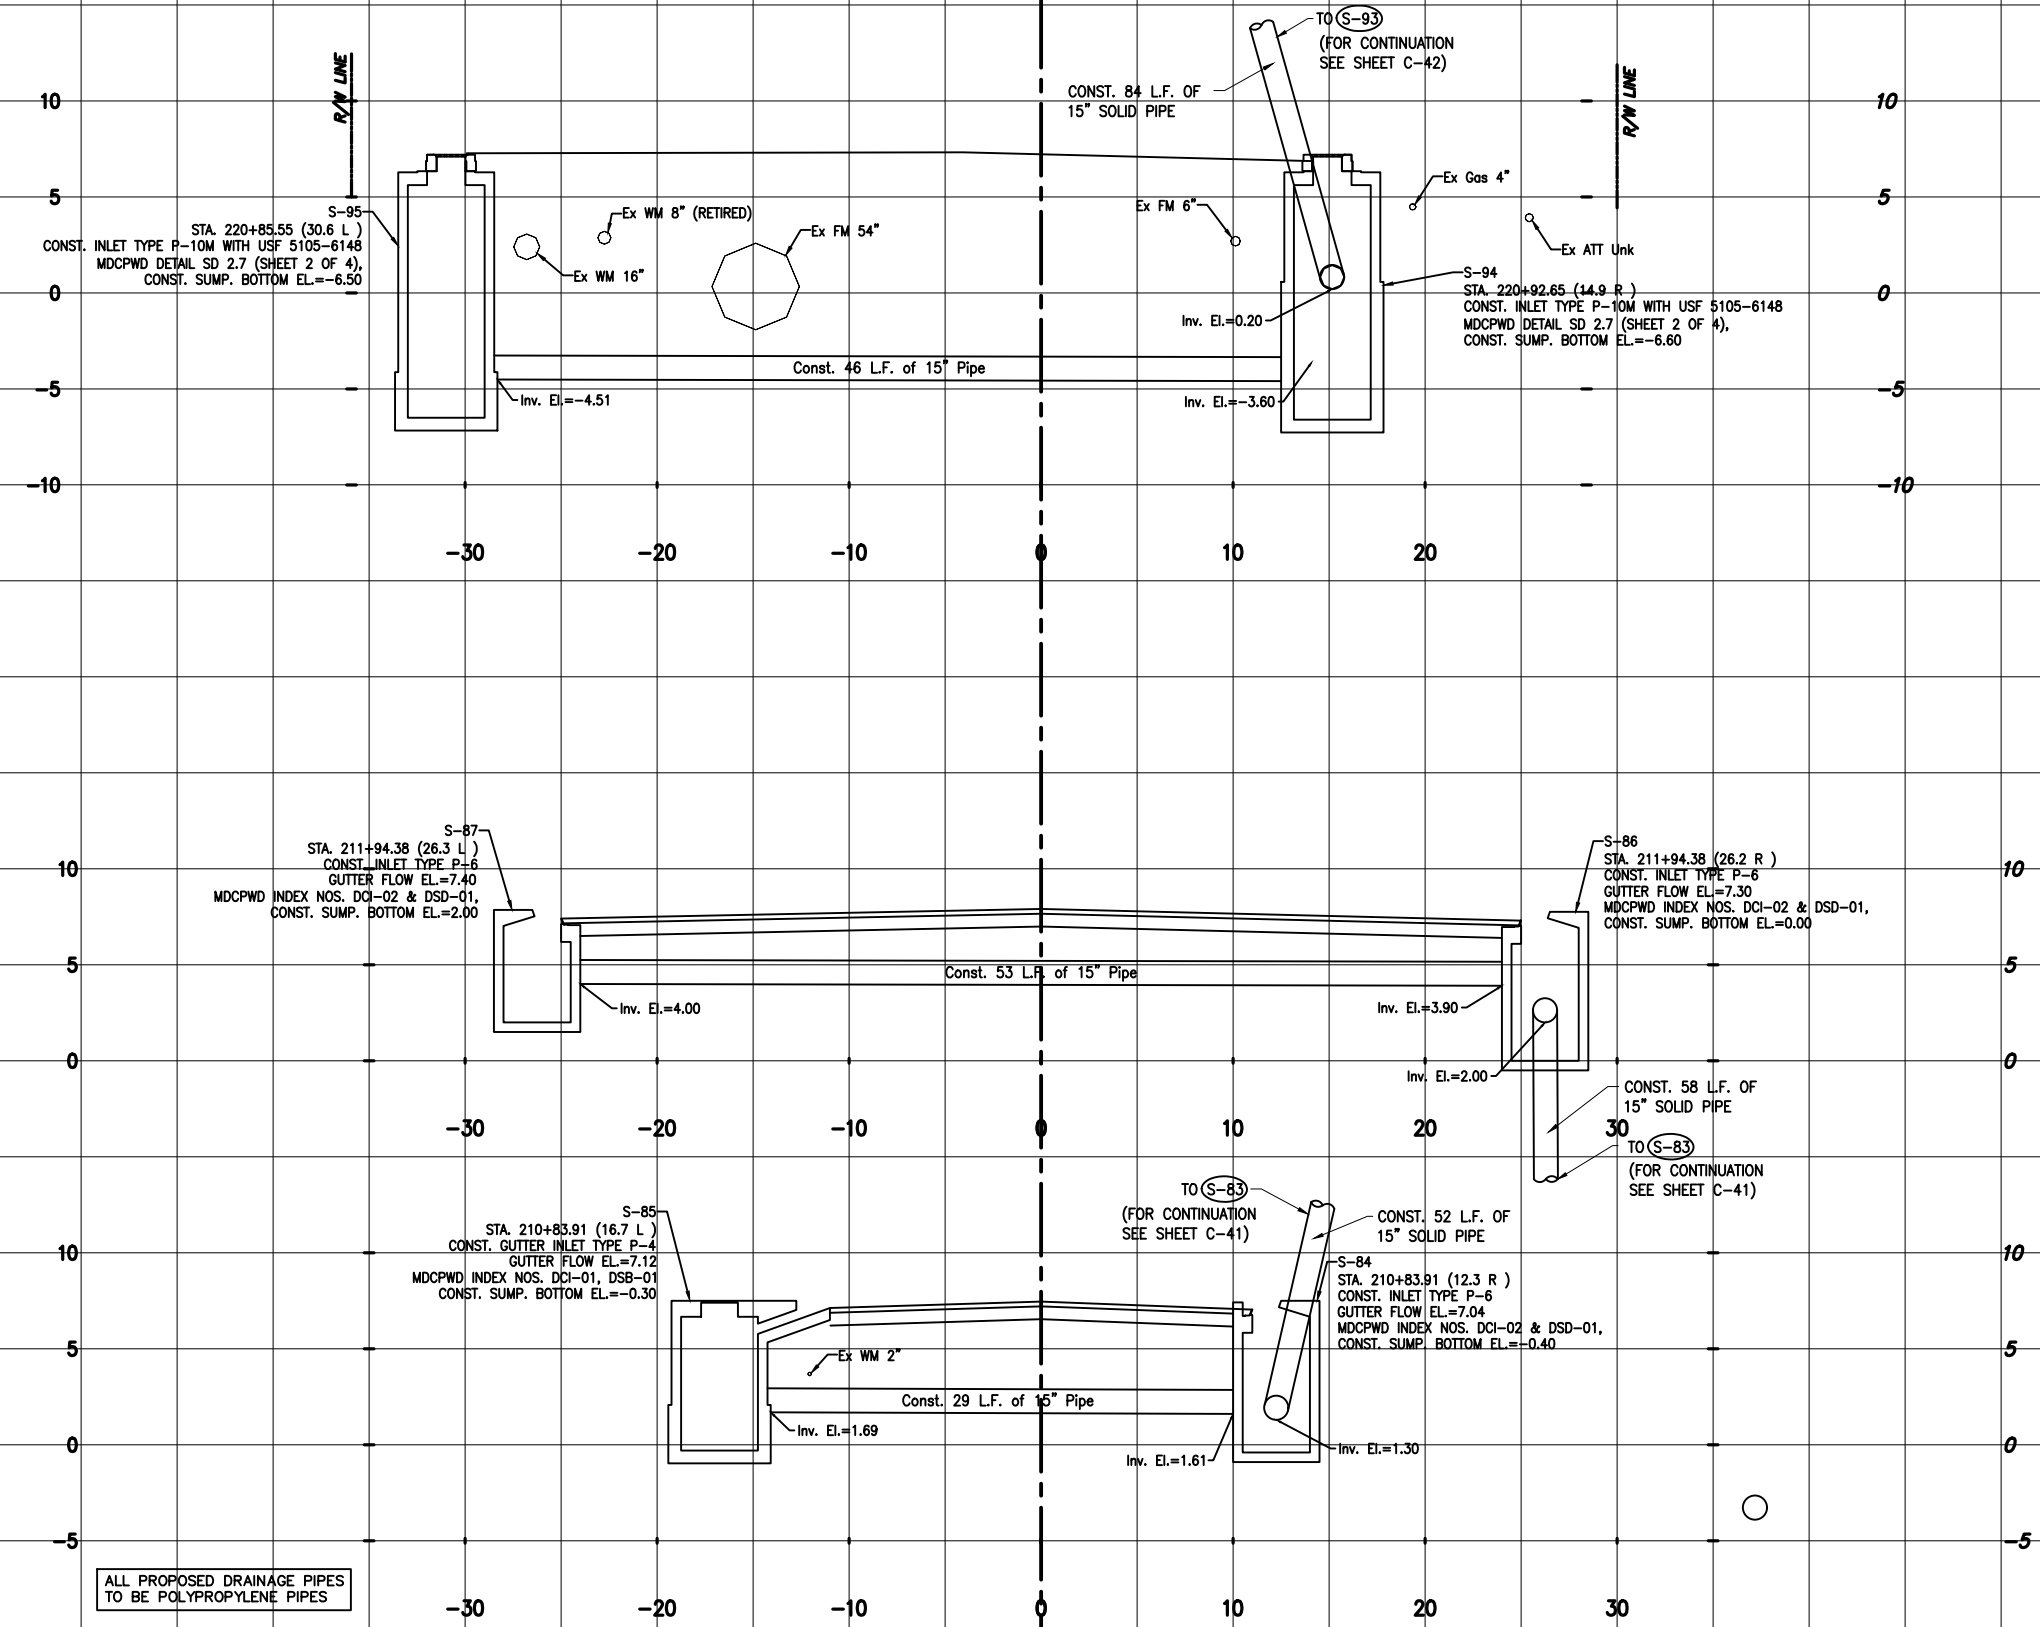 TO S-93
(FOR CONTINUATION
SEE SHEET C-42)
CONST. 84 L.F. OF
15" SOLID PIPE
R/W LINE
R/W LINE
10
10
5
5
0
0
-5
-5
-10
-10
S-95
STA. 220+85.55 (30.6 L )
CONST. INLET TYPE P-10M WITH USF 5105-6148
MDCPWD DETAIL SD 2.7 (SHEET 2 OF 4),
CONST. SUMP. BOTTOM EL.=-6.50
Ex WM 8" (RETIRED)
Ex FM 54"
Ex WM 16"
Ex FM 6"
Ex Gas 4"
Ex ATT Unk
S-94
STA. 220+92.65 (14.9 R )
CONST. INLET TYPE P-10M WITH USF 5105-6148
MDCPWD DETAIL SD 2.7 (SHEET 2 OF 4),
CONST. SUMP. BOTTOM EL.=-6.60
Inv. El.=0.20
Const. 46 L.F. of 15" Pipe
Inv. El.=-4.51
Inv. El.=-3.60
-30 -20 -10 0 10 20
S-87
STA. 211+94.38 (26.3 L )
CONST. INLET TYPE P-6
GUTTER FLOW EL.=7.40
MDCPWD INDEX NOS. DCI-02 & DSD-01,
CONST. SUMP. BOTTOM EL.=2.00
S-86
STA. 211+94.38 (26.2 R )
CONST. INLET TYPE P-6
GUTTER FLOW EL.=7.30
MDCPWD INDEX NOS. DCI-02 & DSD-01,
CONST. SUMP. BOTTOM EL.=0.00
10
10
5
5
0
0
Const. 53 L.F. of 15" Pipe
Inv. El.=4.00
Inv. El.=3.90
Inv. El.=2.00
CONST. 58 L.F. OF
15" SOLID PIPE
-30 -20 -10 0 10 20 30
TO S-83
(FOR CONTINUATION
SEE SHEET C-41)
TO S-83
(FOR CONTINUATION
SEE SHEET C-41)
CONST. 52 L.F. OF
15" SOLID PIPE
S-85
STA. 210+83.91 (16.7 L )
CONST. GUTTER INLET TYPE P-4
GUTTER FLOW EL.=7.12
MDCPWD INDEX NOS. DCI-01, DSB-01
CONST. SUMP. BOTTOM EL.=-0.30
S-84
STA. 210+83.91 (12.3 R )
CONST. INLET TYPE P-6
GUTTER FLOW EL.=7.04
MDCPWD INDEX NOS. DCI-02 & DSD-01,
CONST. SUMP. BOTTOM EL.=-0.40
10
10
5
5
0
0
-5
-5
Ex WM 2"
Const. 29 L.F. of 15" Pipe
Inv. El.=1.69
Inv. El.=1.61
Inv. El.=1.30
ALL PROPOSED DRAINAGE PIPES
TO BE POLYPROPYLENE PIPES
-30 -20 -10 0 10 20 30